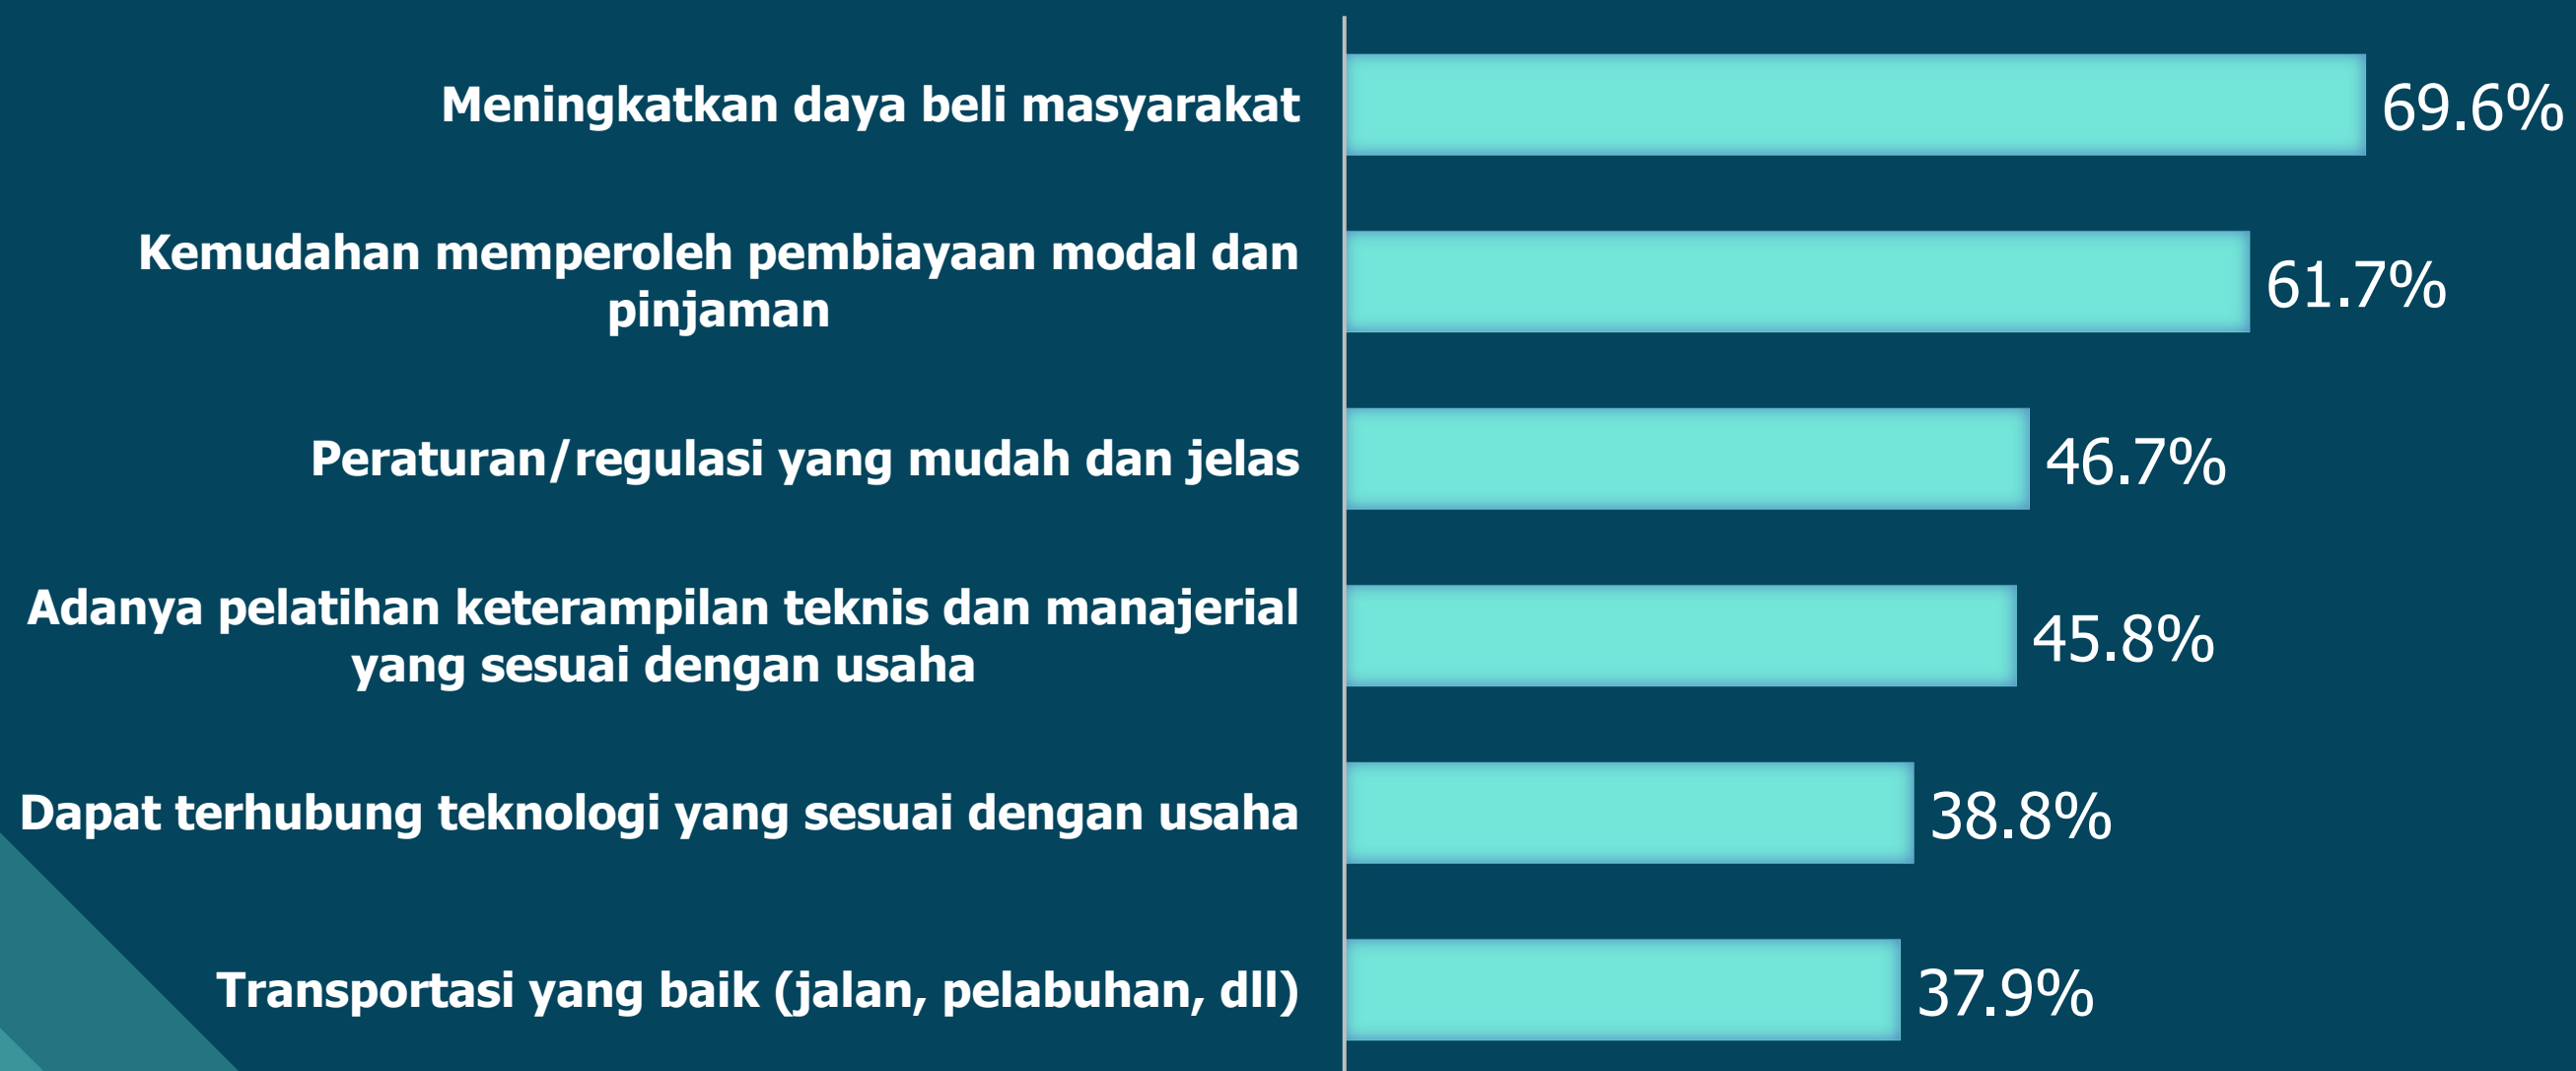 Meningkatkan daya beli masyarakat
69.6%
Kemudahan memperoleh pembiayaan modal dan
pinjaman
61.7%
Peraturan/regulasi yang mudah dan jelas
46.7%
Adanya pelatihan keterampilan teknis dan manajerial
yang sesuai dengan usaha
45.8%
Dapat terhubung teknologi yang sesuai dengan usaha
38.8%
Transportasi yang baik (jalan, pelabuhan, dll)
37.9%